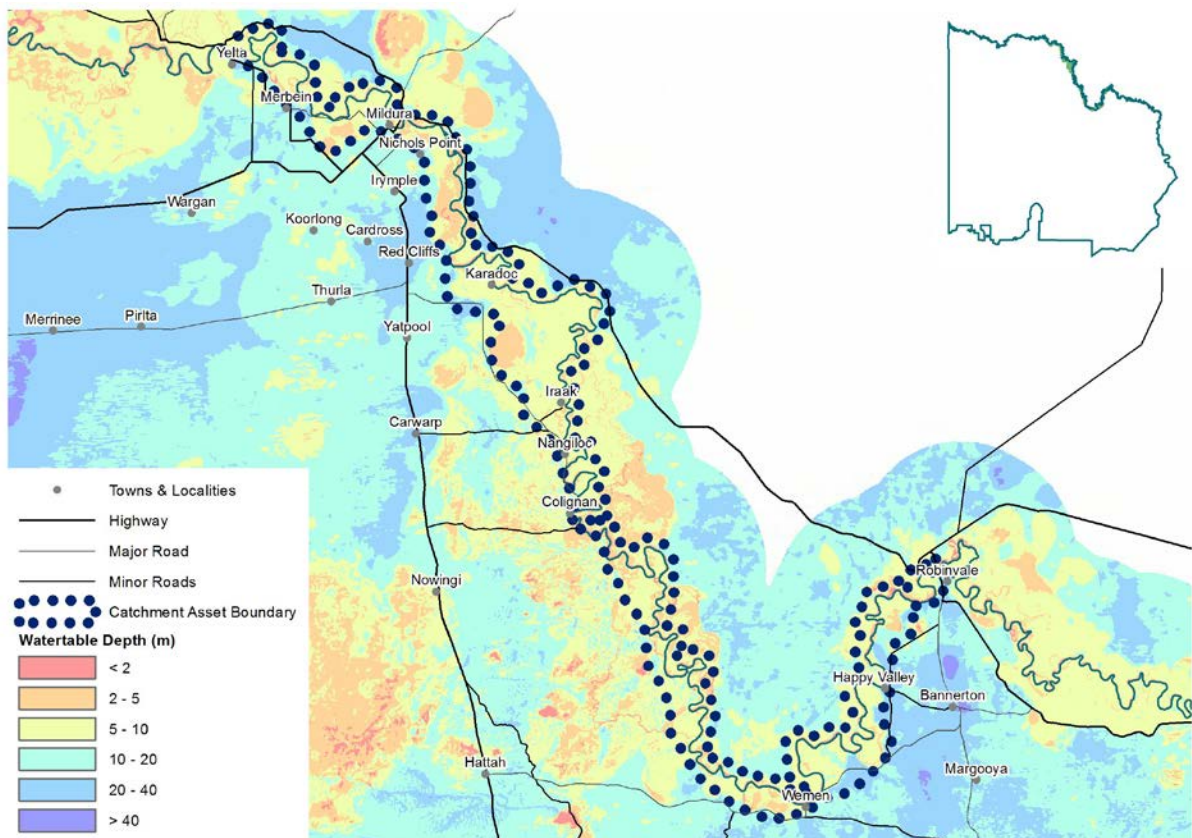 Yelta
Merbein
Mildura
Nichols Point
Irymple
Wargan
Koorlong
Cardross
Red Cliffs
Karadoc
Thurla
Merrinee
Pirlta
Yatpool
Iraak
Carwarp
Nangiloc
Colignan
Nowingi
Robinvale
Happy Valley
Bannerton
Hattah
Margooya
Wemen
Towns & Localities
Highway
Major Road
Minor Roads
Catchment Asset Boundary
Watertable Depth (m)
< 2
2 - 5
5 - 10
10 - 20
20 - 40
> 40